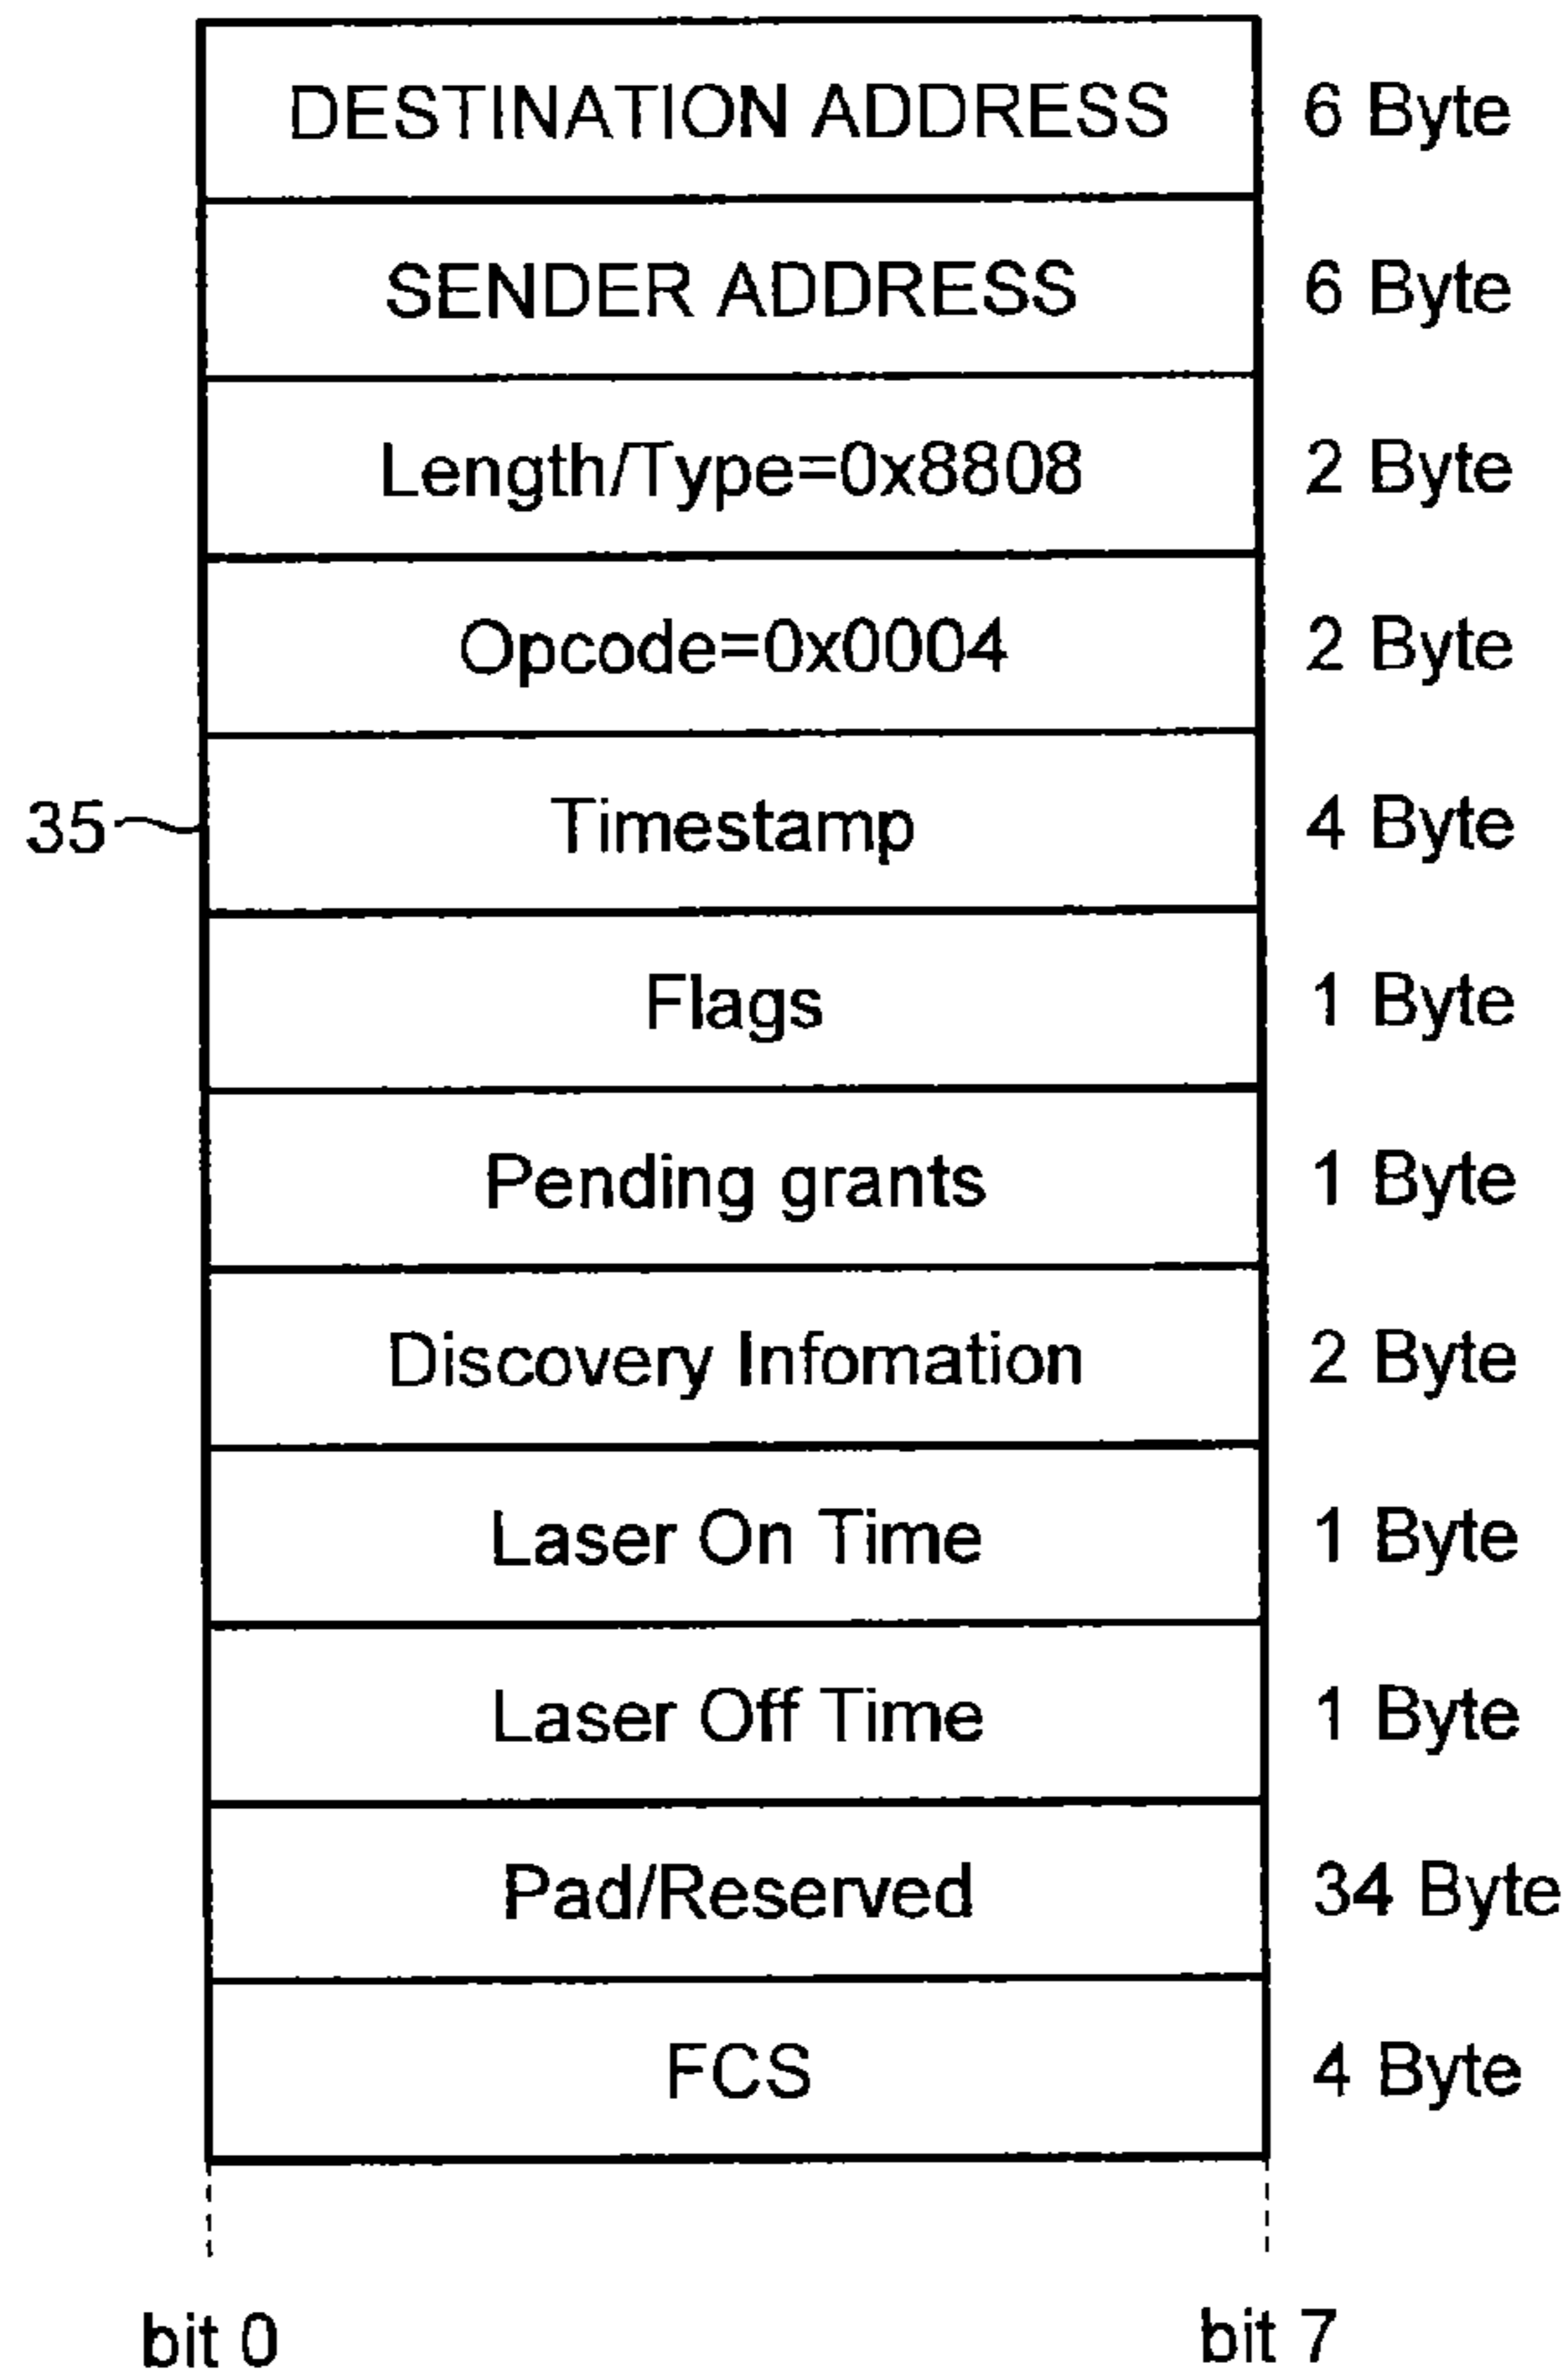 DESTINATION ADDRESS 6 Byte
SENDER ADDRESS 6 Byte
Length/Type=0x8808 2 Byte
Opcode=0x0004 2 Byte
35 Timestamp 4 Byte
Flags 1 Byte
Pending grants 1 Byte
Discovery Infomation 2 Byte
Laser On Time 1 Byte
Laser Off Time 1 Byte
Pad/Reserved 34 Byte
FCS 4 Byte
bit 0 bit 7